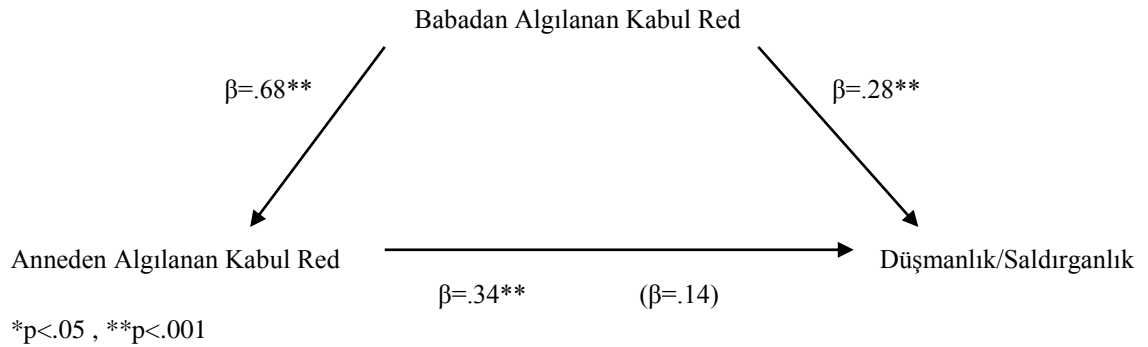 Babadan Algılanan Kabul Red
β=.68**
β=.28**
Anneden Algılanan Kabul Red
Düşmanlık/Saldırganlık
β=.34** (β=.14)
*p<.05 , **p<.001